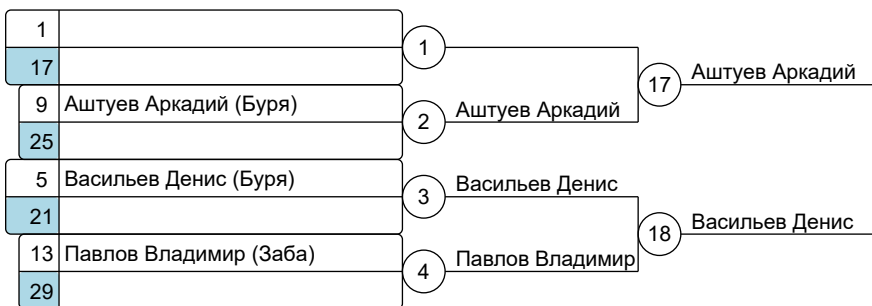 1
1
17
17 Аштуев Аркадий
9 Аштуев Аркадий (Буря)
2 Аштуев Аркадий
25
5 Васильев Денис (Буря)
3 Васильев Денис
21
18 Васильев Денис
13 Павлов Владимир (Заба)
4 Павлов Владимир
29